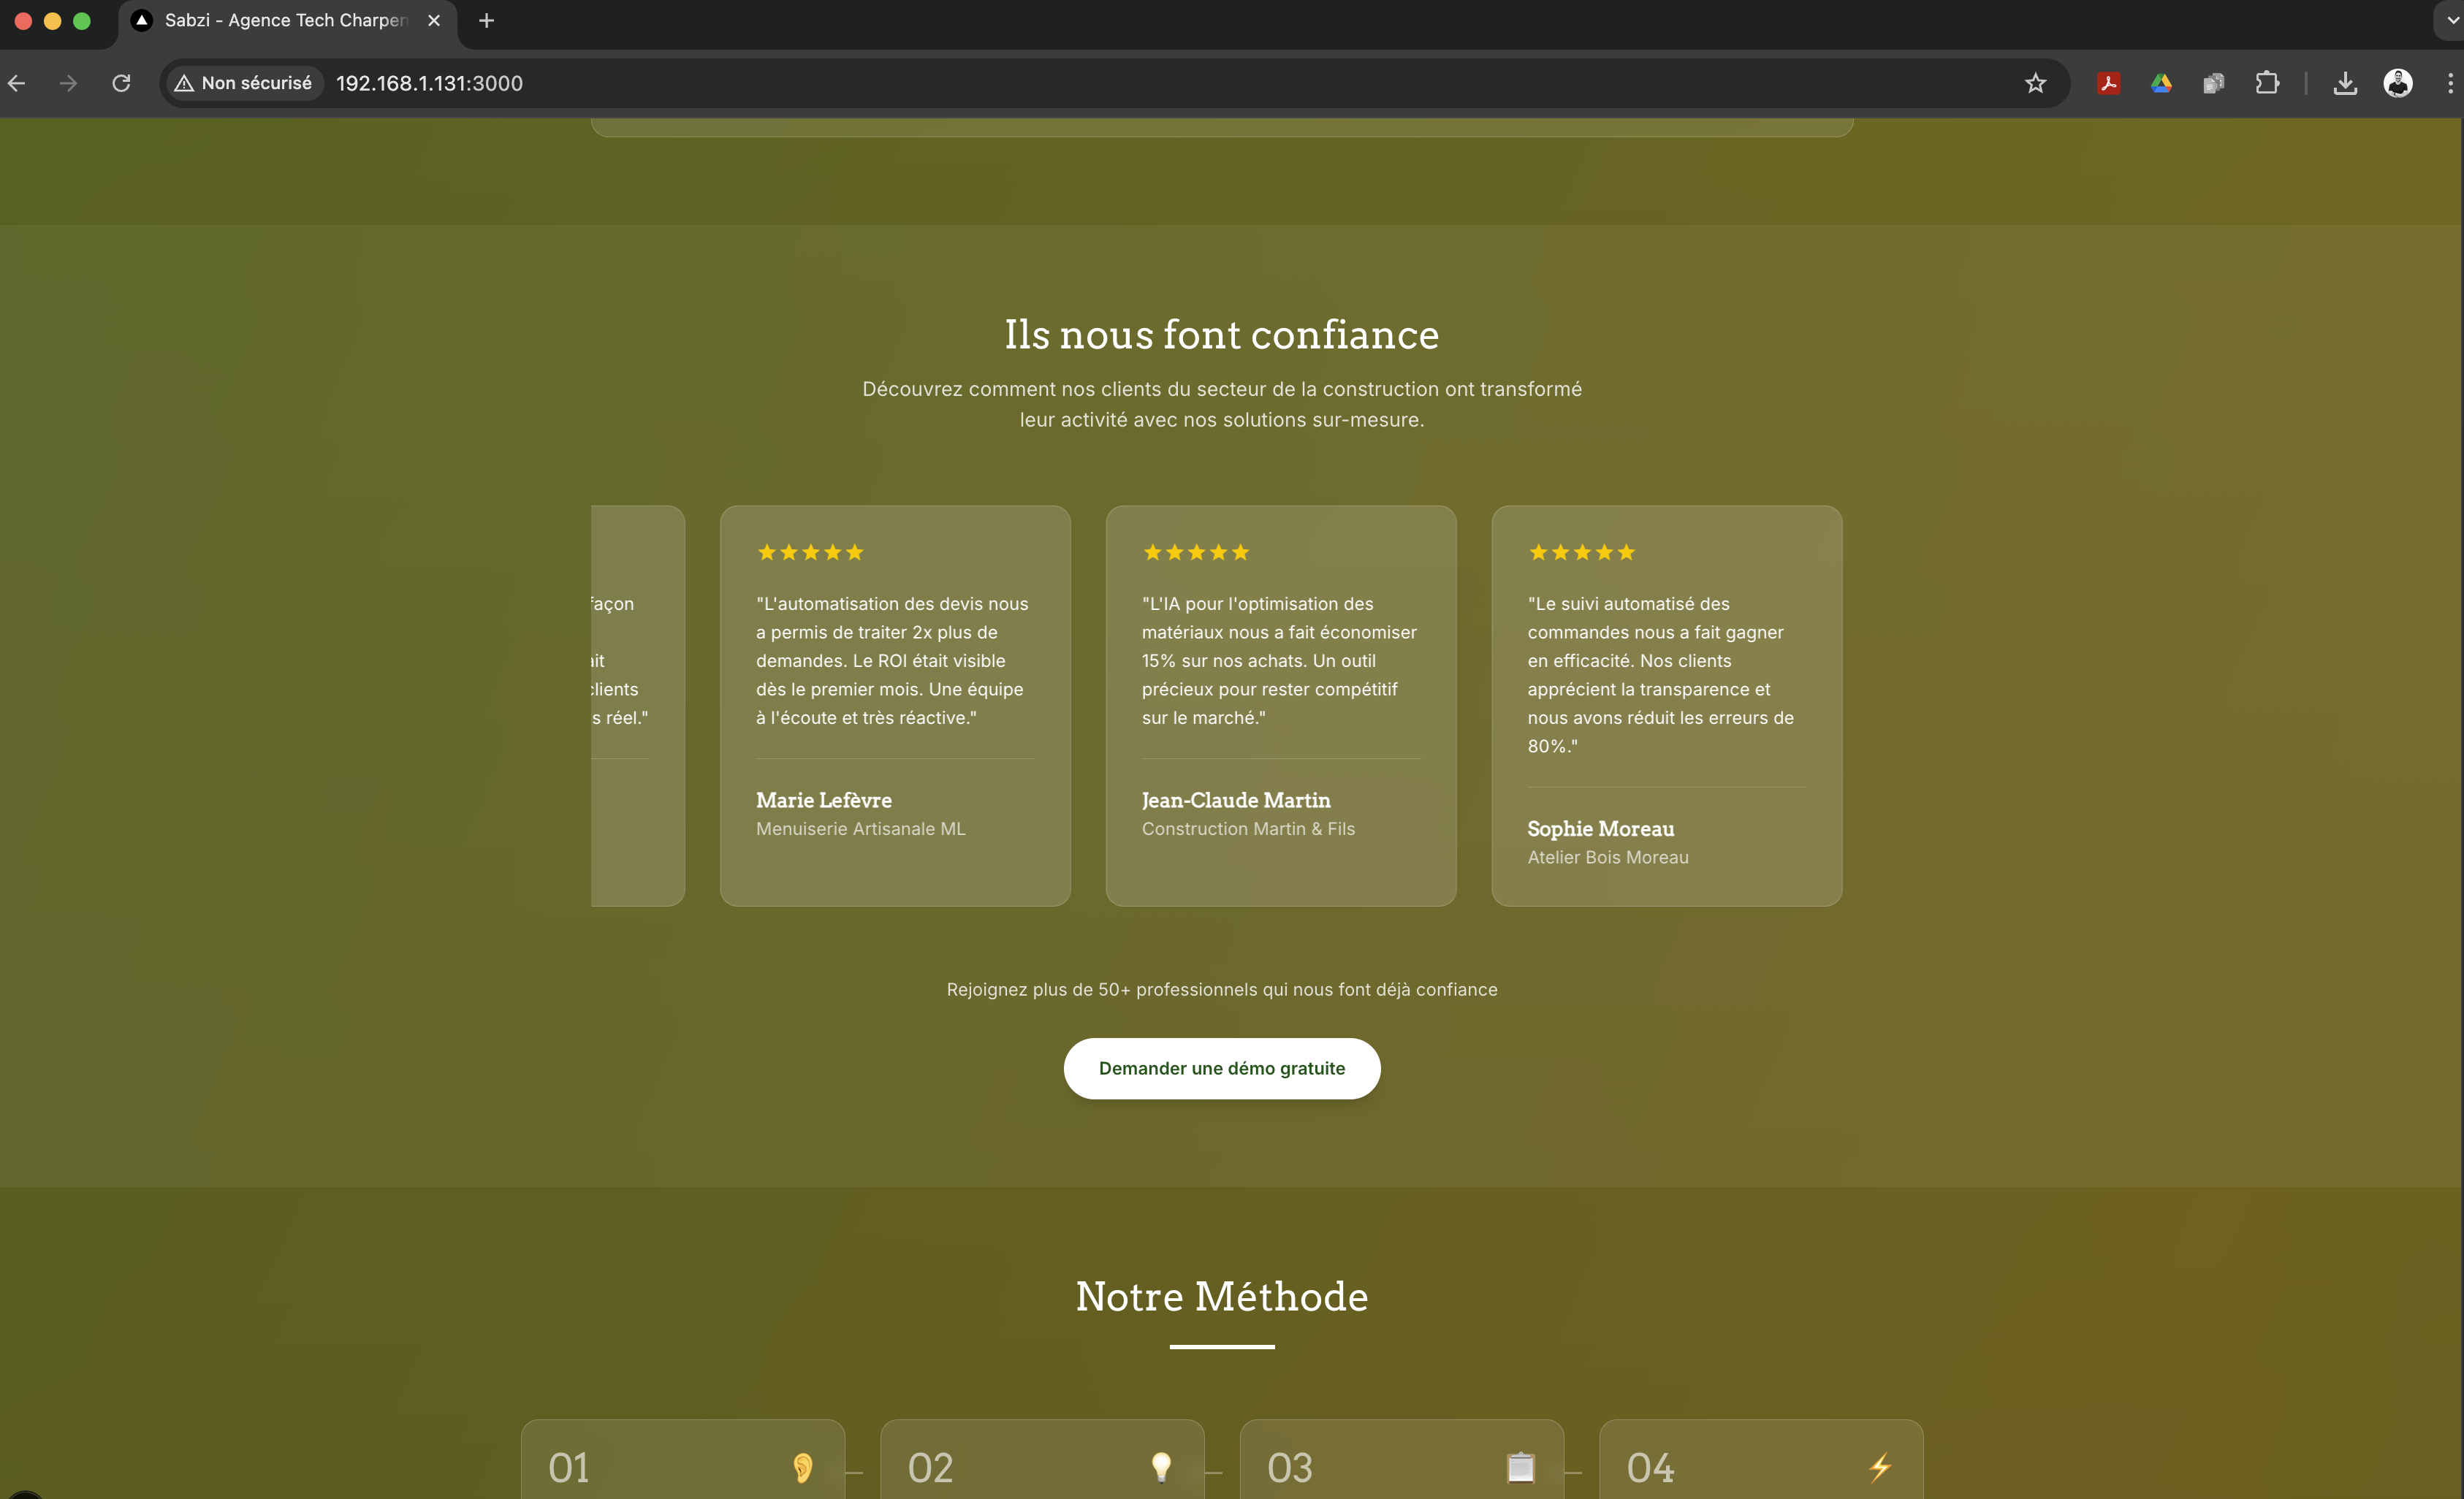 Sabzi - Agence Tech Charpen
Non sécurisé
192.168.1.131:3000
Ils nous font confiance
Découvrez comment nos clients du secteur de la construction ont transformé
leur activité avec nos solutions sur-mesure.
façon
ait
clients
s réel."
"L'automatisation des devis nous
a permis de traiter 2x plus de
demandes. Le ROI était visible
dès le premier mois. Une équipe
à l'écoute et très réactive."
Marie Lefèvre
Menuiserie Artisanale ML
"L'IA pour l'optimisation des
matériaux nous a fait économiser
15% sur nos achats. Un outil
précieux pour rester compétitif
sur le marché."
Jean-Claude Martin
Construction Martin & Fils
"Le suivi automatisé des
commandes nous a fait gagner
en efficacité. Nos clients
apprécient la transparence et
nous avons réduit les erreurs de
80%."
Sophie Moreau
Atelier Bois Moreau
Rejoignez plus de 50+ professionnels qui nous font déjà confiance
Demander une démo gratuite
Notre Méthode
01
02
03
04